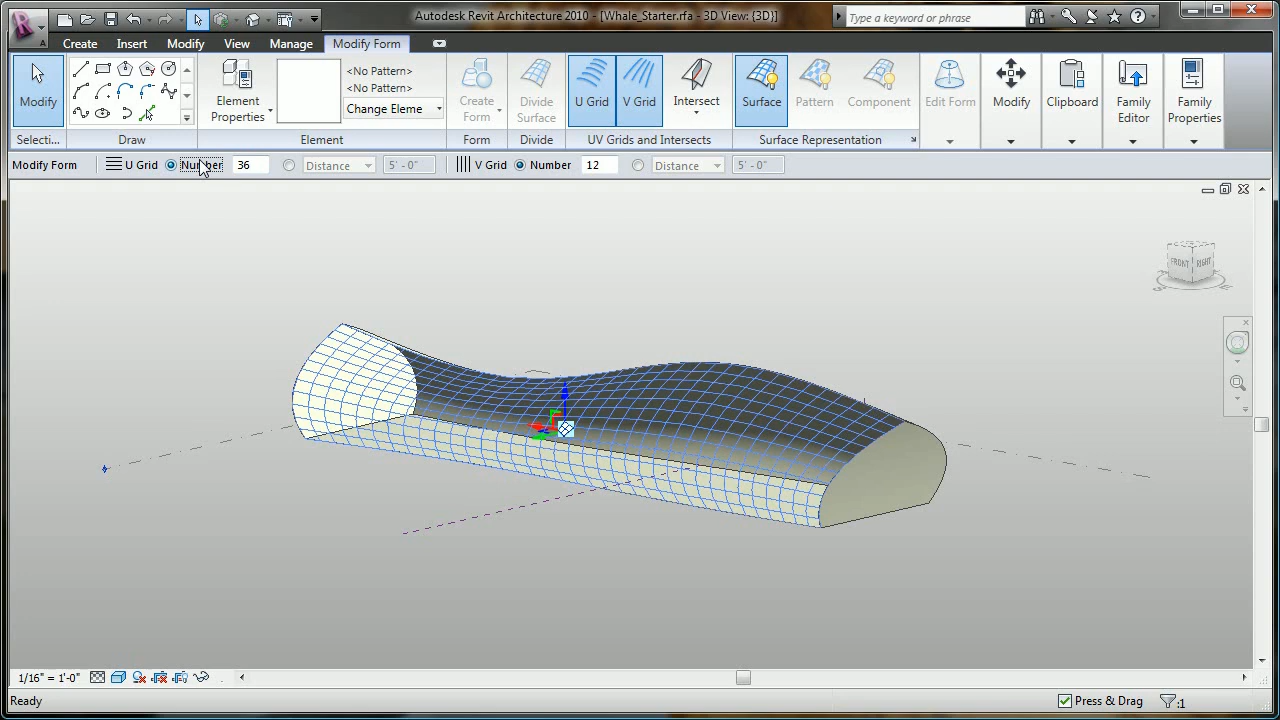 Autodesk Revit Architecture 2010 - [Whale_Starter.rfa - 3D View: {3D}]
Type a keyword or phrase
Create Insert Modify View Manage Modify Form
Modify
Element Properties
<No Pattern>
<No Pattern>
Change Eleme
Create Form
Divide Surface
U Grid V Grid Intersect
Surface Pattern Component
Edit Form Modify Clipboard Family Editor Family Properties
Selecti... Draw Element Form Divide UV Grids and Intersects Surface Representation
Modify Form U Grid Number 36 Distance 5' - 0" V Grid Number 12 Distance 5' - 0"
FRONT RIGHT
1/16" = 1'-0"
Ready Press & Drag :1